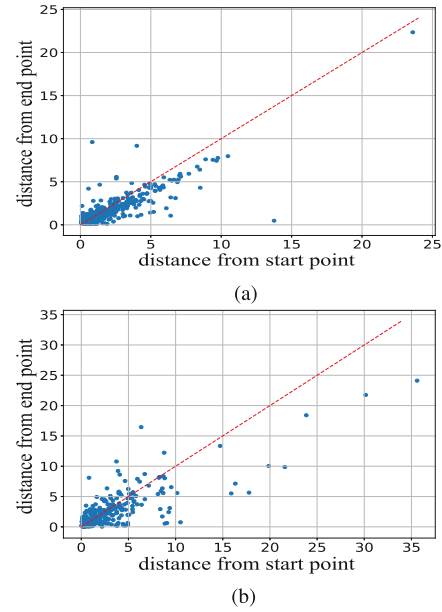 25
20
15
10
5
0
distance from end point
0 5 10 15 20 25
distance from start point
(a)
35
30
25
20
15
10
5
0
distance from end point
0 5 10 15 20 25 30 35
distance from start point
(b)